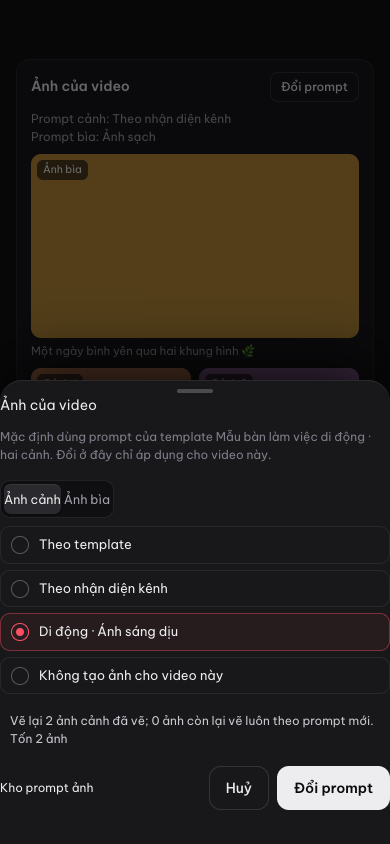 Ảnh của video
Đổi prompt
Prompt cảnh: Theo nhận diện kênh
Prompt bìa: Ảnh sạch
Ảnh bìa
Một ngày bình yên qua hai khung hình 🌿
Ảnh của video
Mặc định dùng prompt của template Mẫu bàn làm việc di động ·
hai cảnh. Đổi ở đây chỉ áp dụng cho video này.
Ảnh cảnh
Ảnh bìa
Theo template
Theo nhận diện kênh
Di động · Ánh sáng dịu
Không tạo ảnh cho video này
Vẽ lại 2 ảnh cảnh đã vẽ; 0 ảnh còn lại vẽ luôn theo prompt mới.
Tốn 2 ảnh
Kho prompt ảnh
Huỷ
Đổi prompt